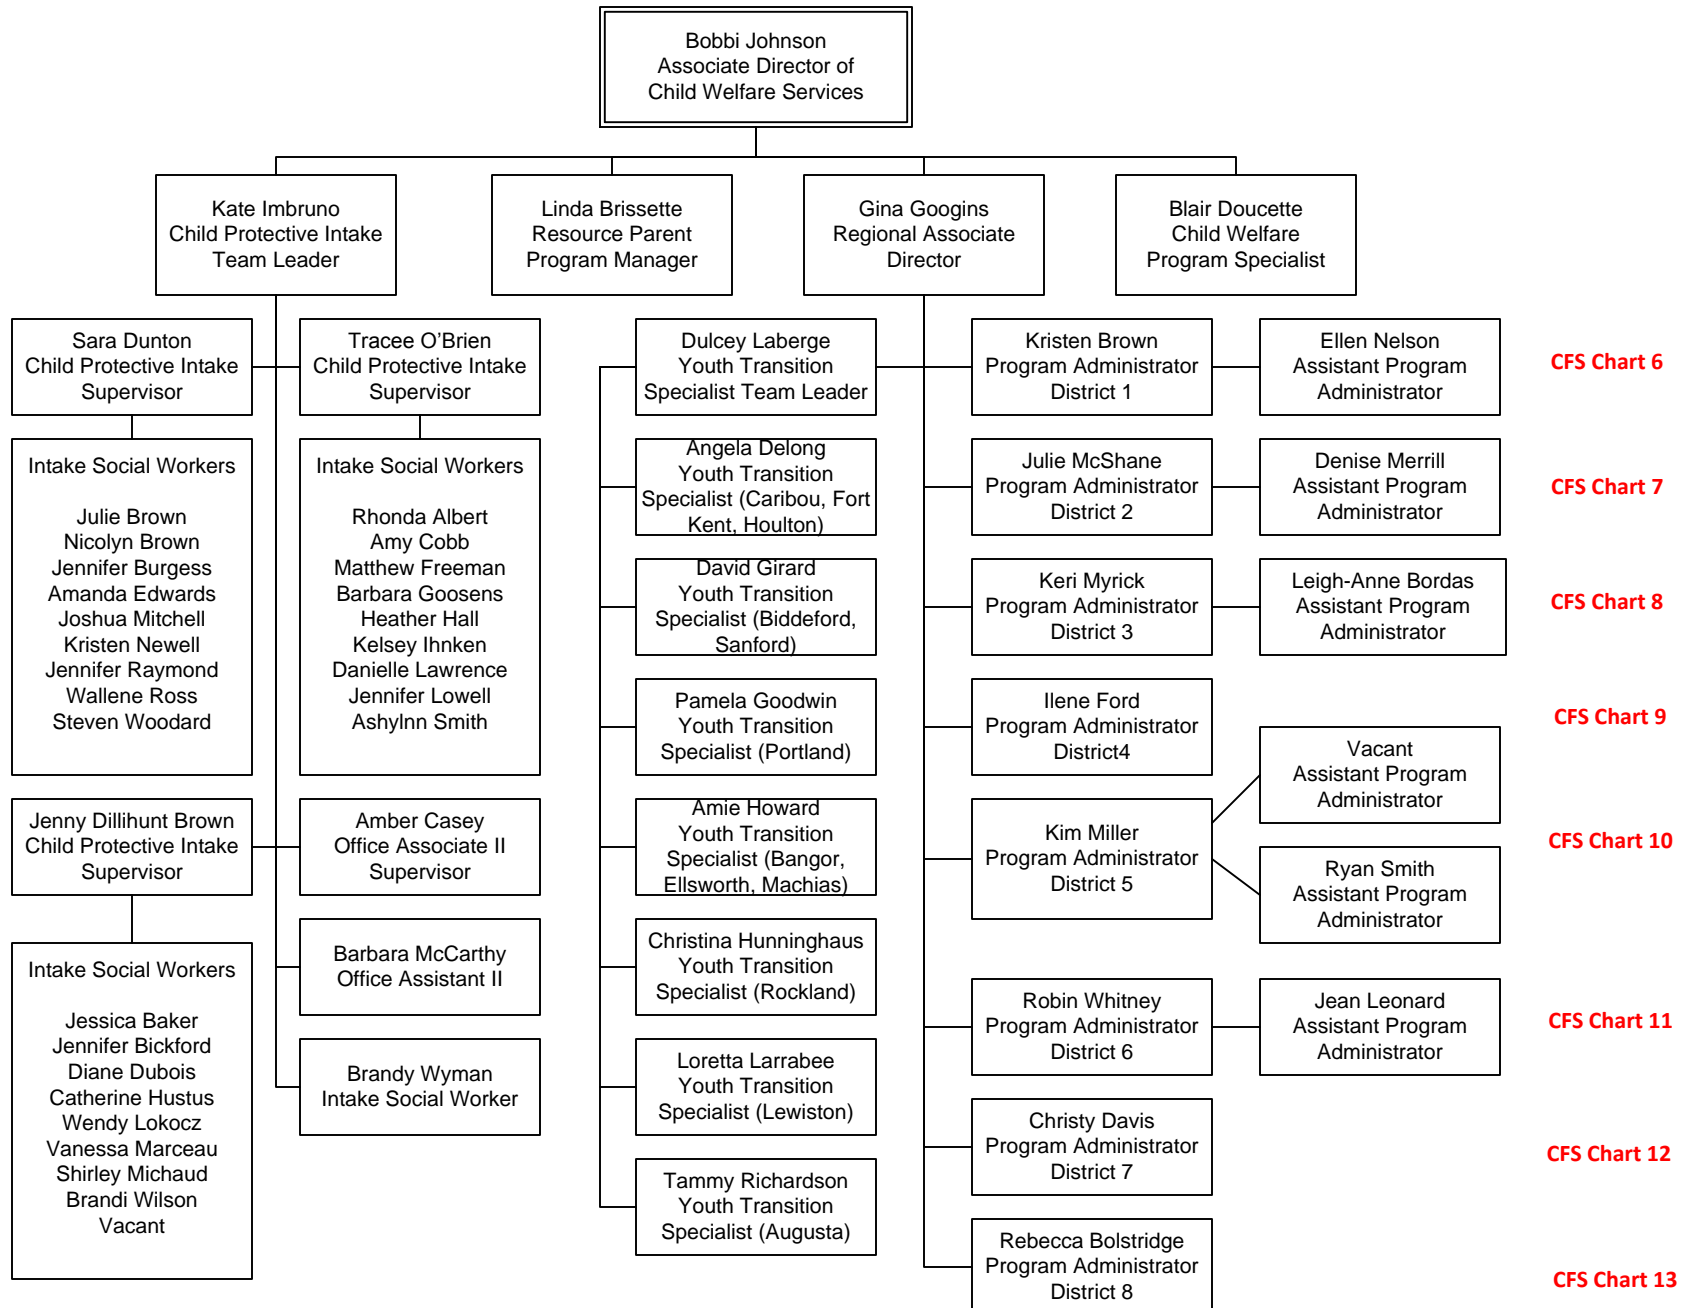 Bobbi Johnson
Associate Director of
Child Welfare Services
Kate Imbruno
Child Protective Intake
Team Leader
Linda Brissette
Resource Parent
Program Manager
Gina Googins
Regional Associate
Director
Blair Doucette
Child Welfare
Program Specialist
Sara Dunton
Child Protective Intake
Supervisor
Tracee O’Brien
Child Protective Intake
Supervisor
Dulcey Laberge
Youth Transition
Specialist Team Leader
Kristen Brown
Program Administrator
District 1
Ellen Nelson
Assistant Program
Administrator
CFS Chart 6
Intake Social Workers
Julie Brown
Nicolyn Brown
Jennifer Burgess
Amanda Edwards
Joshua Mitchell
Kristen Newell
Jennifer Raymond
Wallene Ross
Steven Woodard
Intake Social Workers
Rhonda Albert
Amy Cobb
Matthew Freeman
Barbara Goosens
Heather Hall
Kelsey Ihnken
Danielle Lawrence
Jennifer Lowell
Ashylnn Smith
Angela Delong
Youth Transition
Specialist (Caribou, Fort
Kent, Houlton)
Julie McShane
Program Administrator
District 2
Denise Merrill
Assistant Program
Administrator
CFS Chart 7
David Girard
Youth Transition
Specialist (Biddeford,
Sanford)
Keri Myrick
Program Administrator
District 3
Leigh-Anne Bordas
Assistant Program
Administrator
CFS Chart 8
Pamela Goodwin
Youth Transition
Specialist (Portland)
Ilene Ford
Program Administrator
District4
CFS Chart 9
Vacant
Assistant Program
Administrator
Jenny Dillihunt Brown
Child Protective Intake
Supervisor
Amber Casey
Office Associate II
Supervisor
Amie Howard
Youth Transition
Specialist (Bangor,
Ellsworth, Machias)
Kim Miller
Program Administrator
District 5
CFS Chart 10
Ryan Smith
Assistant Program
Administrator
Intake Social Workers
Jessica Baker
Jennifer Bickford
Diane Dubois
Catherine Hustus
Wendy Lokocz
Vanessa Marceau
Shirley Michaud
Brandi Wilson
Vacant
Barbara McCarthy
Office Assistant II
Christina Hunninghaus
Youth Transition
Specialist (Rockland)
Robin Whitney
Program Administrator
District 6
Jean Leonard
Assistant Program
Administrator
CFS Chart 11
Brandy Wyman
Intake Social Worker
Loretta Larrabee
Youth Transition
Specialist (Lewiston)
Christy Davis
Program Administrator
District 7
CFS Chart 12
Tammy Richardson
Youth Transition
Specialist (Augusta)
Rebecca Bolstridge
Program Administrator
District 8
CFS Chart 13